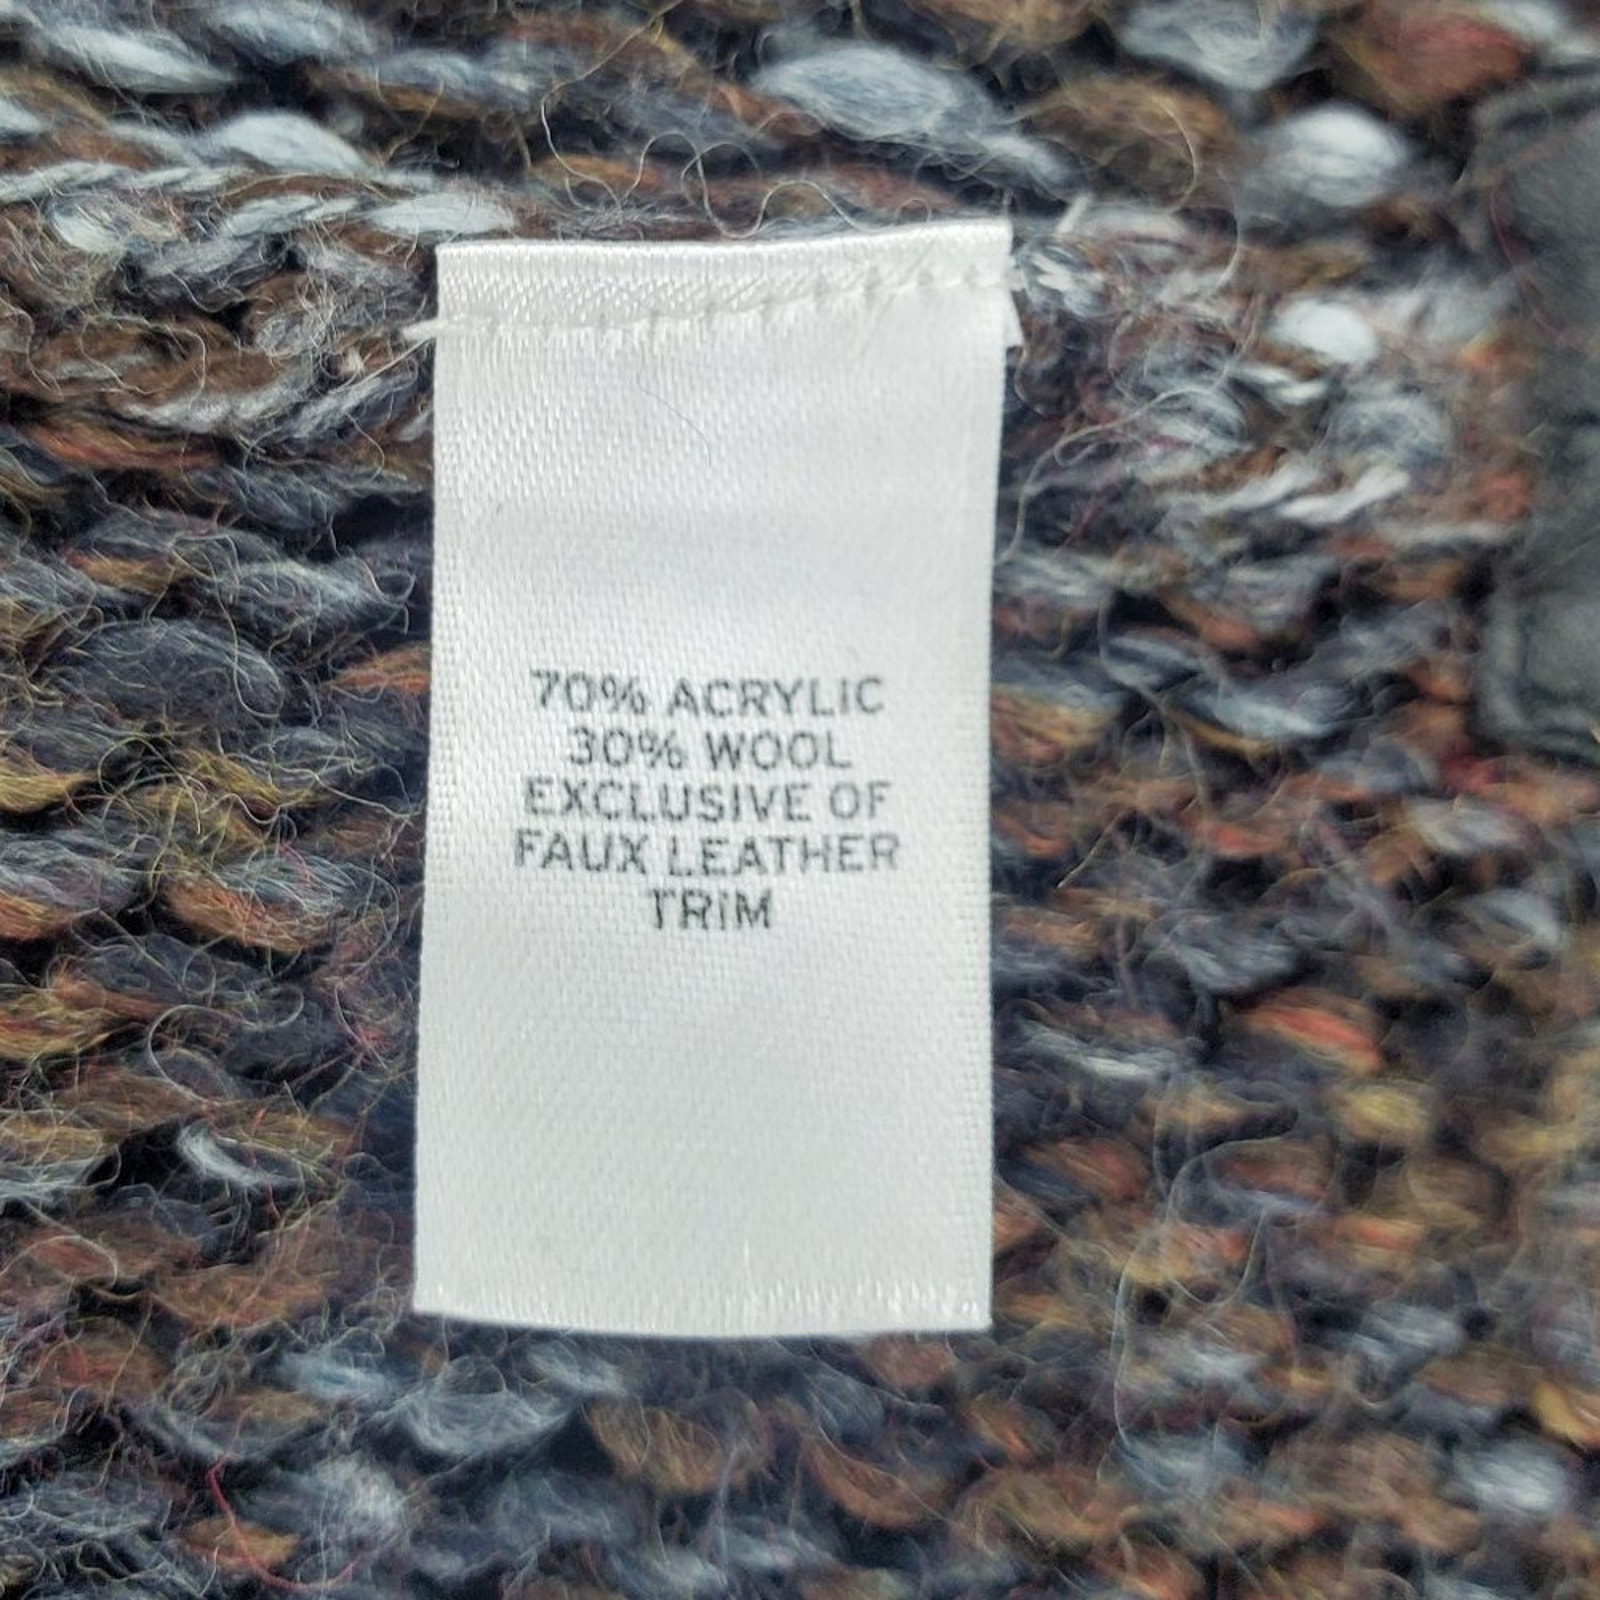 70% ACRYLIC
30% WOOL
EXCLUSIVE OF
FAUX LEATHER
TRIM